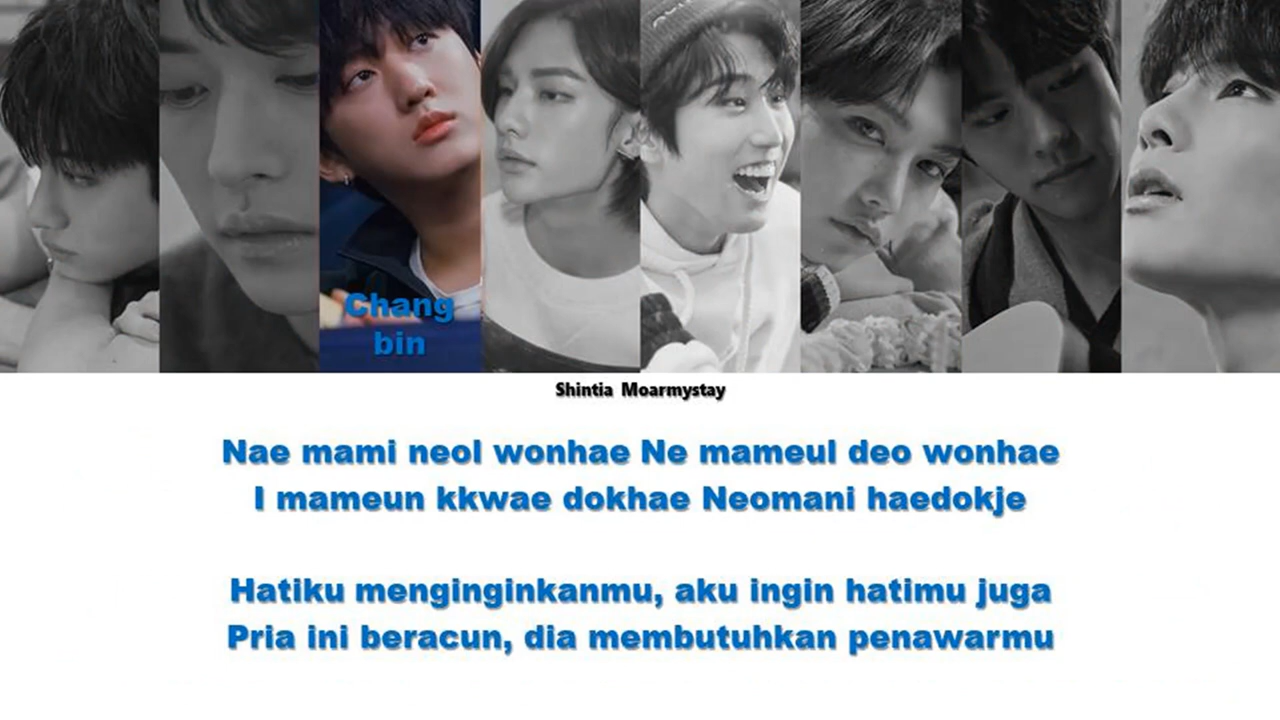 Chang
bin
Shintia Moarmystay
Nae mami neol wonhae Ne mameul deo wonhae
I mameun kkwae dokhae Neomani haedokje
Hatiku menginginkanmu, aku ingin hatimu juga
Pria ini beracun, dia membutuhkan penawarmu